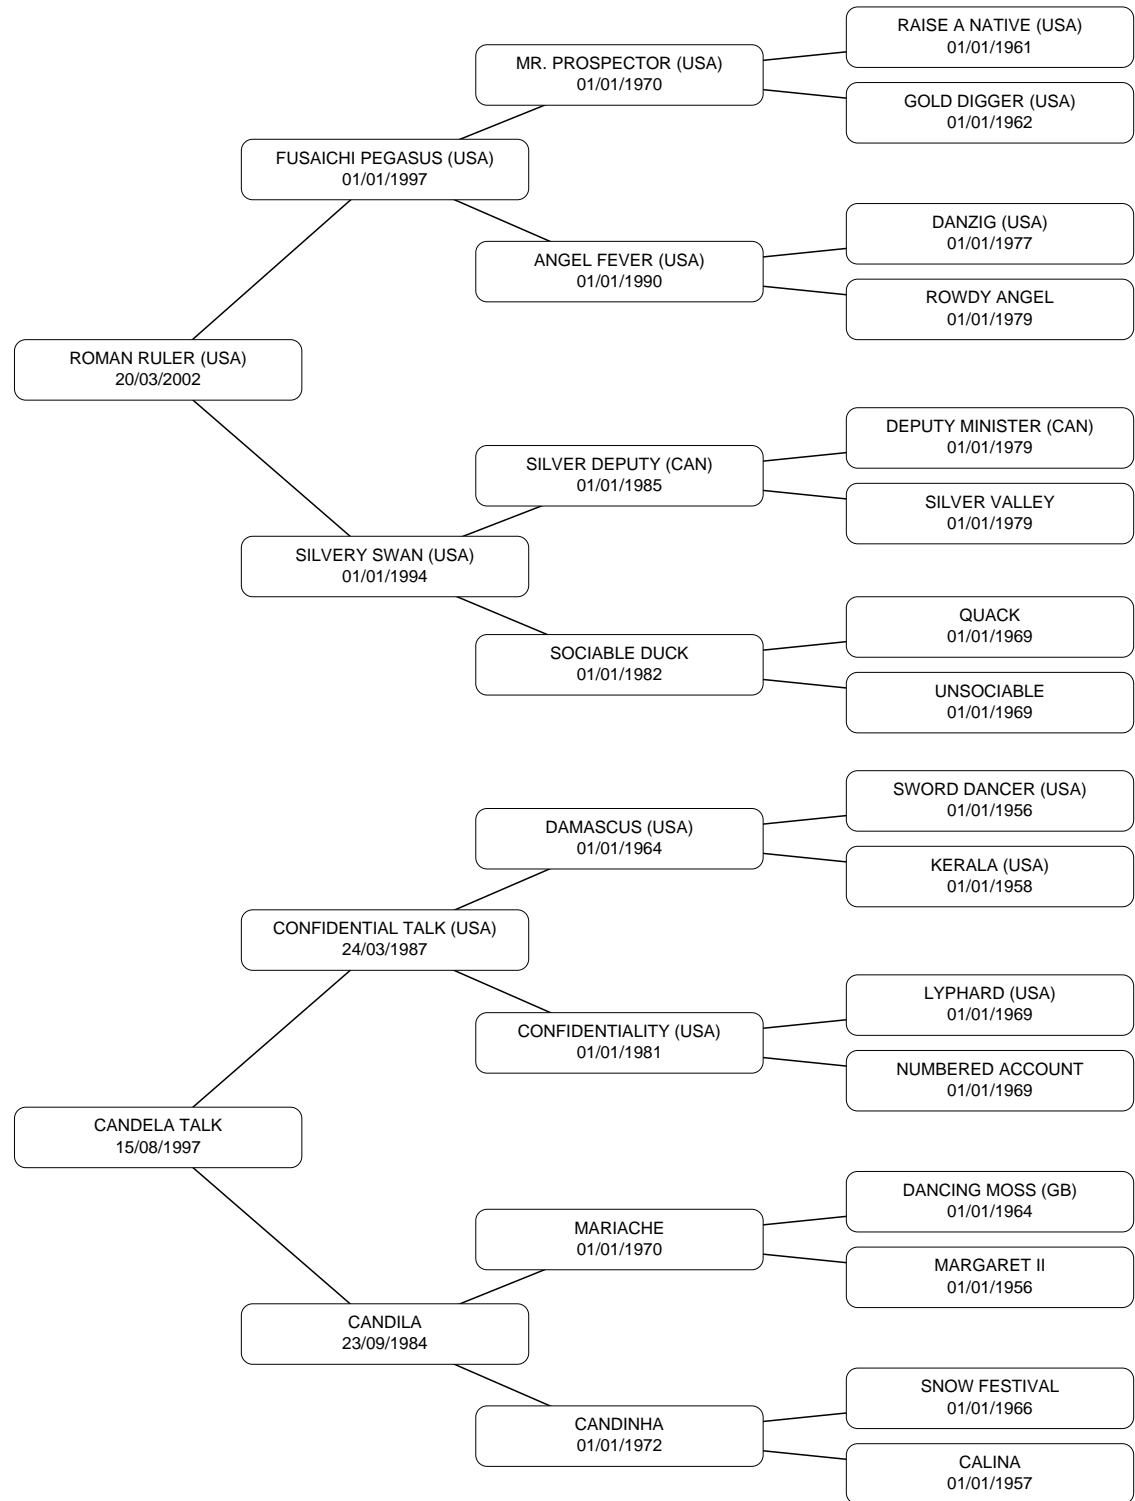 RAISE A NATIVE (USA)
01/01/1961
MR. PROSPECTOR (USA)
01/01/1970
GOLD DIGGER (USA)
01/01/1962
FUSAICHI PEGASUS (USA)
01/01/1997
DANZIG (USA)
01/01/1977
ANGEL FEVER (USA)
01/01/1990
ROWDY ANGEL
01/01/1979
ROMAN RULER (USA)
20/03/2002
DEPUTY MINISTER (CAN)
01/01/1979
SILVER DEPUTY (CAN)
01/01/1985
SILVER VALLEY
01/01/1979
SILVERY SWAN (USA)
01/01/1994
QUACK
01/01/1969
SOCIABLE DUCK
01/01/1982
UNSOCIABLE
01/01/1969
SWORD DANCER (USA)
01/01/1956
DAMASCUS (USA)
01/01/1964
KERALA (USA)
01/01/1958
CONFIDENTIAL TALK (USA)
24/03/1987
LYPHARD (USA)
01/01/1969
CONFIDENTIALITY (USA)
01/01/1981
NUMBERED ACCOUNT
01/01/1969
CANDELA TALK
15/08/1997
DANCING MOSS (GB)
01/01/1964
MARIACHE
01/01/1970
MARGARET II
01/01/1956
CANDILA
23/09/1984
SNOW FESTIVAL
01/01/1966
CANDINHA
01/01/1972
CALINA
01/01/1957